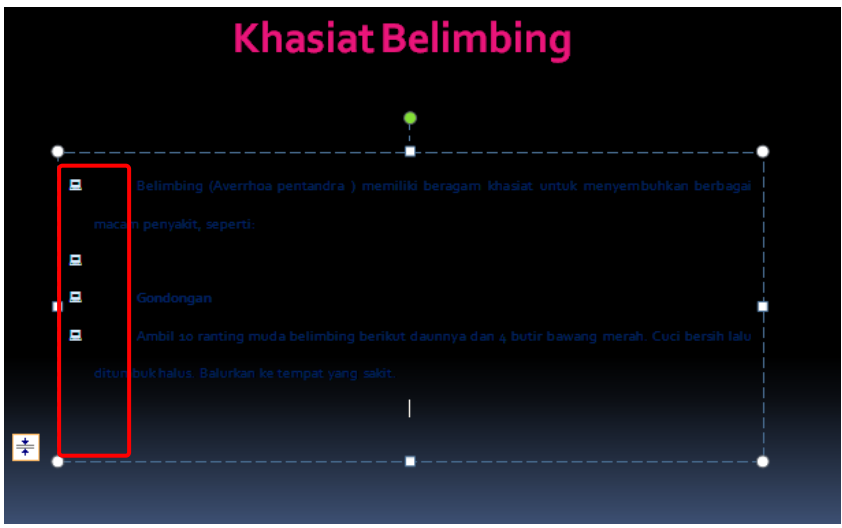 Khasiat Belimbing
Belimbing (Averrhoa pentandra ) memiliki beragam khasiat untuk menyembuhkan berbagai
macam penyakit, seperti:
Gondongan
Ambil 10 ranting muda belimbing berikut daunnya dan 4 butir bawang merah. Cuci bersih lalu
ditumbuk halus. Balurkan ke tempat yang sakit.